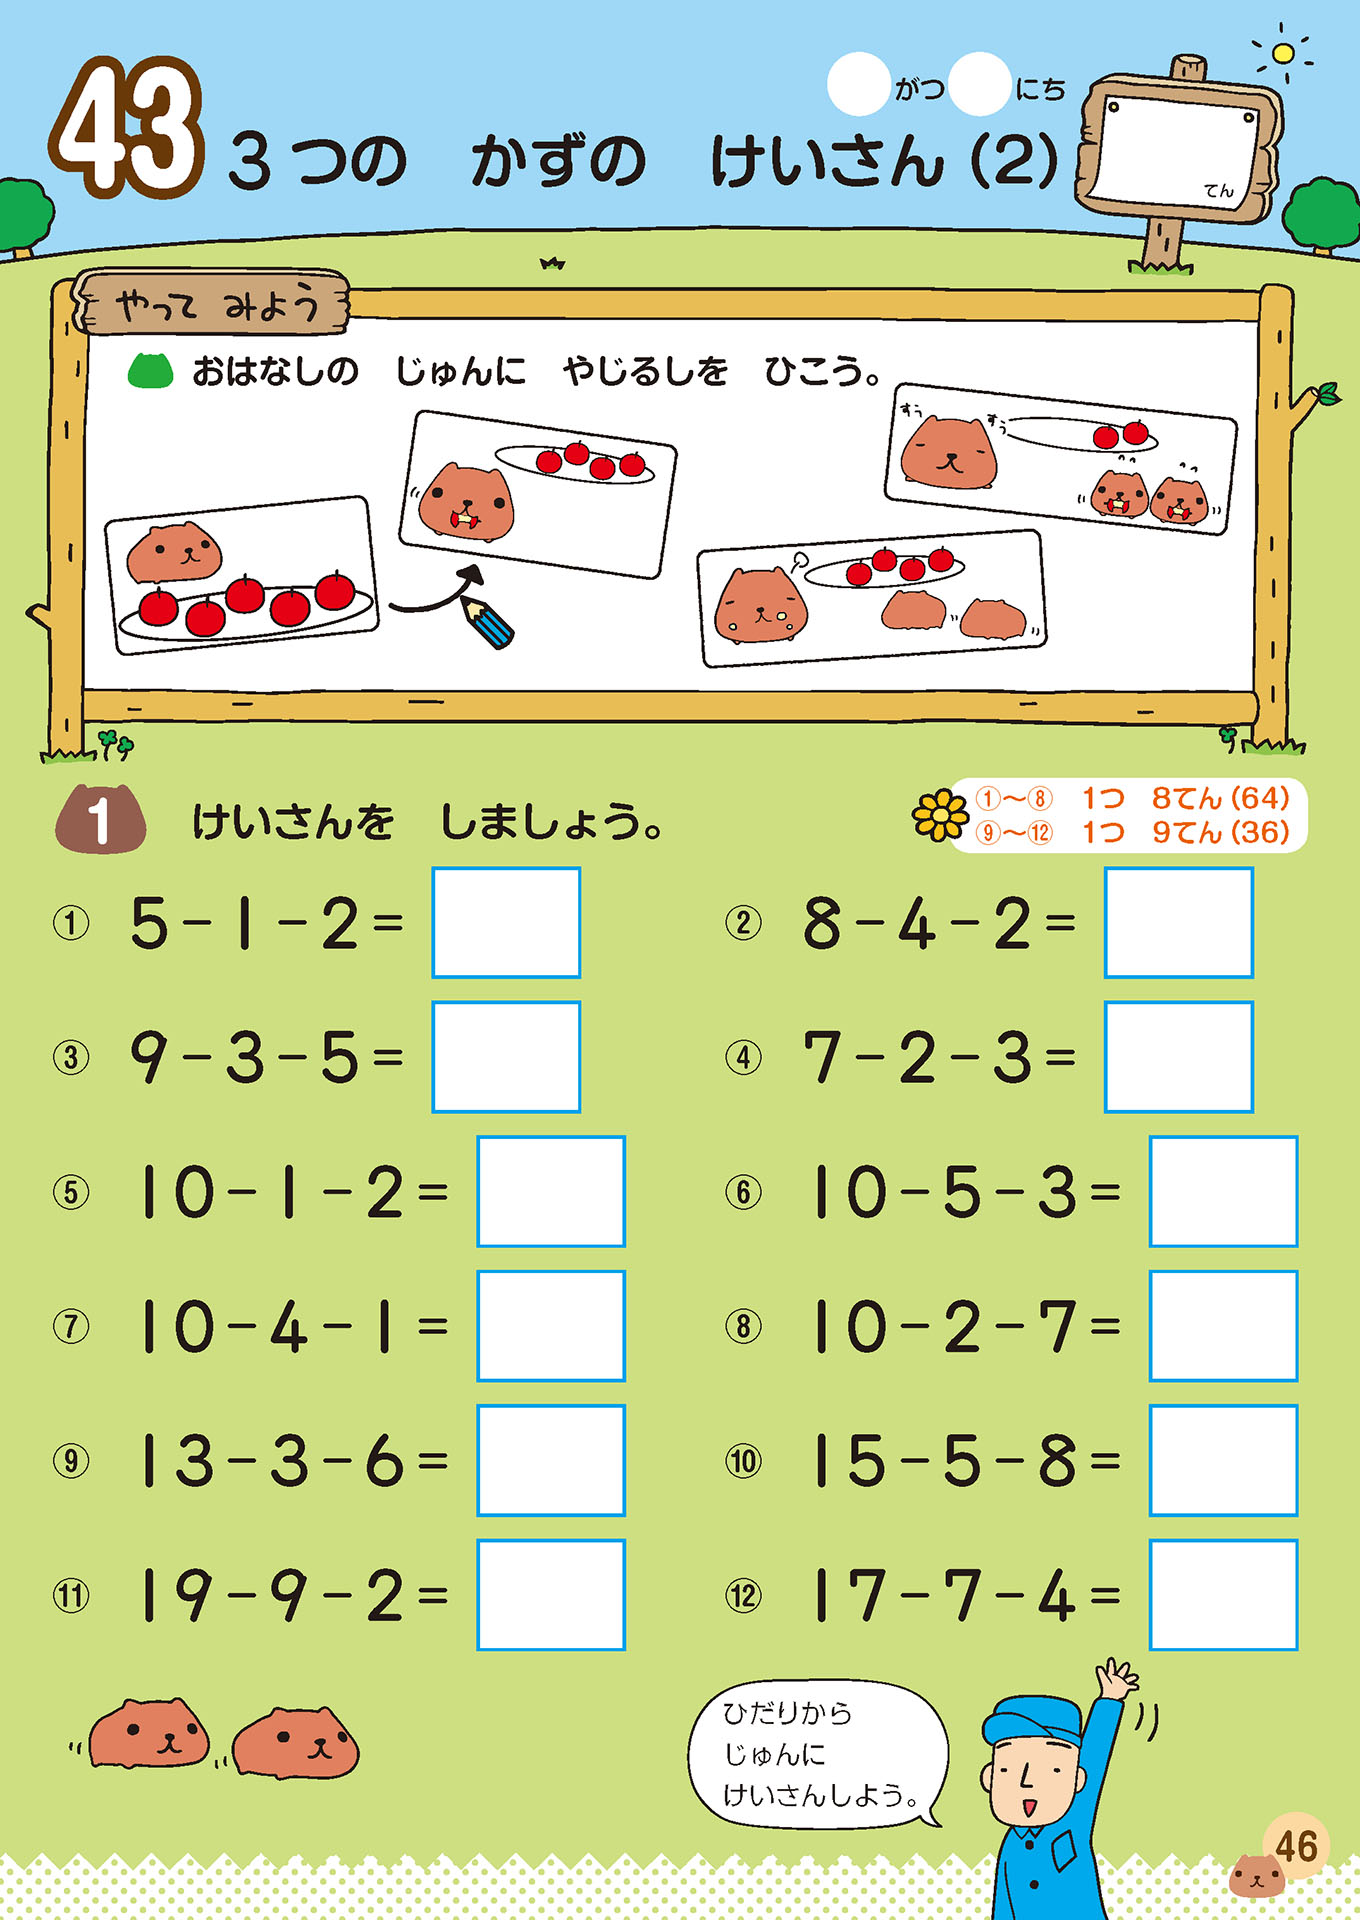 43
3つの かずの けいさん(2)
がつ にち
てん
やって みよう
おはなしの じゅんに やじるしを ひこう。
すぅ
すぅ
1 けいさんを しましょう。
①〜⑧ 1つ 8てん(64)
⑨〜⑫ 1つ 9てん(36)
① 5-1-2=
② 8-4-2=
③ 9-3-5=
④ 7-2-3=
⑤ 10-1-2=
⑥ 10-5-3=
⑦ 10-4-1=
⑧ 10-2-7=
⑨ 13-3-6=
⑩ 15-5-8=
⑪ 19-9-2=
⑫ 17-7-4=
ひだりから
じゅんに
けいさんしよう。
46